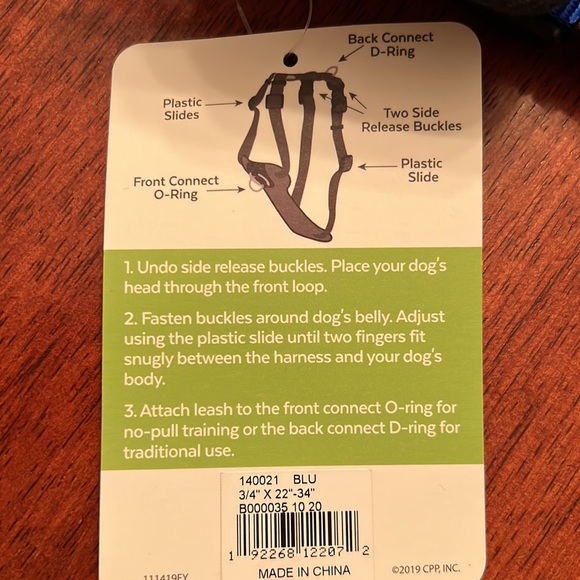 Back Connect
D-Ring
Plastic
Slides
Two Side
Release Buckles
Plastic
Slide
Front Connect
O-Ring
1. Undo side release buckles. Place your dog's
head through the front loop.
2. Fasten buckles around dog's belly. Adjust
using the plastic slide until two fingers fit
snugly between the harness and your dog's
body.
3. Attach leash to the front connect O-ring for
no-pull training or the back connect D-ring for
traditional use.
140021 BLU
3/4" X 22"-34"
B000035 10 20
1 92268 12207 2
MADE IN CHINA
111419FY
©2019 CPP, INC.